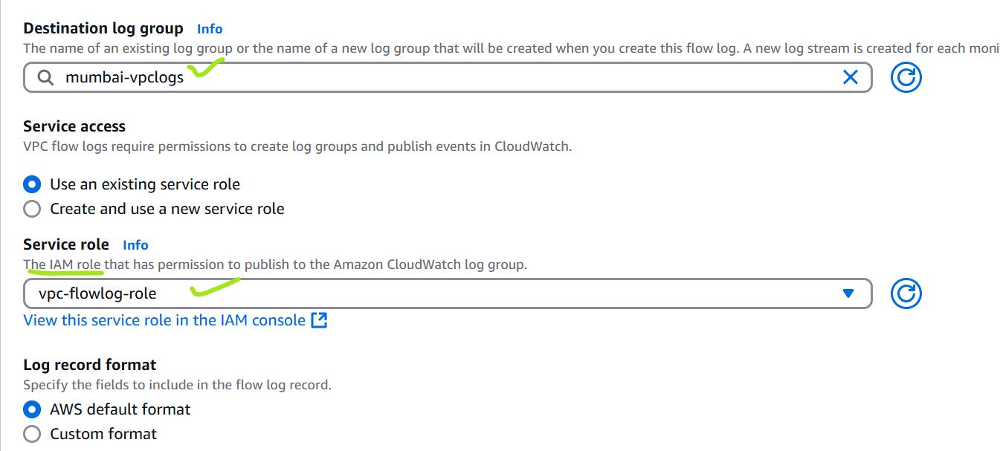 Destination log group Info
The name of an existing log group or the name of a new log group that will be created when you create this flow log. A new log stream is created for each moni
mumbai-vpclogs
Service access
VPC flow logs require permissions to create log groups and publish events in CloudWatch.
Use an existing service role
Create and use a new service role
Service role Info
The IAM role that has permission to publish to the Amazon CloudWatch log group.
vpc-flowlog-role
View this service role in the IAM console
Log record format
Specify the fields to include in the flow log record.
AWS default format
Custom format